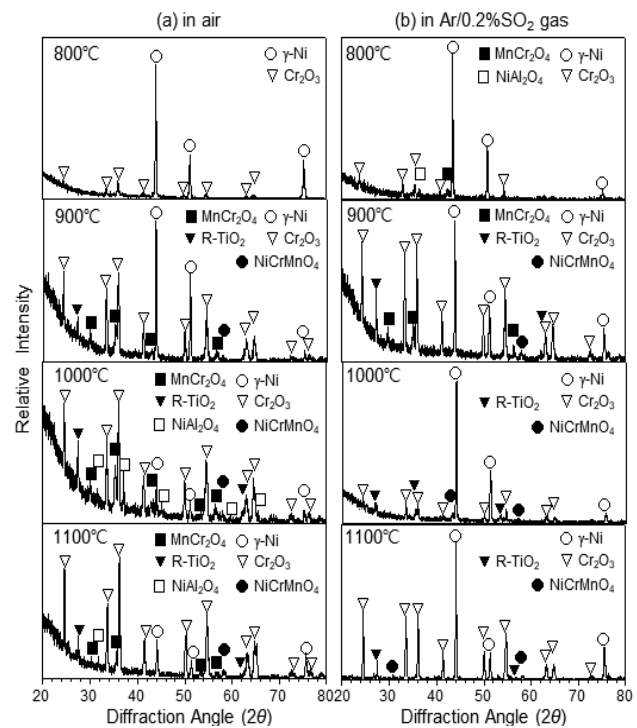 (a) in air
(b) in Ar/0.2%SO₂ gas
800℃
○ γ-Ni
▽ Cr₂O₃
800℃
■ MnCr₂O₄ ○ γ-Ni
□ NiAl₂O₄ ▽ Cr₂O₃
900℃
■ MnCr₂O₄ ○ γ-Ni
▼ R-TiO₂ ▽ Cr₂O₃
● NiCrMnO₄
900℃
■ MnCr₂O₄ ○ γ-Ni
▼ R-TiO₂ ▽ Cr₂O₃
● NiCrMnO₄
1000℃
■ MnCr₂O₄ ○ γ-Ni
▼ R-TiO₂ ▽ Cr₂O₃
□ NiAl₂O₄ ● NiCrMnO₄
1000℃
○ γ-Ni
▼ R-TiO₂ ▽ Cr₂O₃
● NiCrMnO₄
1100℃
■ MnCr₂O₄ ○ γ-Ni
▼ R-TiO₂ ▽ Cr₂O₃
□ NiAl₂O₄ ● NiCrMnO₄
1100℃
○ γ-Ni
▼ R-TiO₂ ▽ Cr₂O₃
● NiCrMnO₄
Relative Intensity
20 30 40 50 60 70 80
20 30 40 50 60 70 80
Diffraction Angle (2θ)
Diffraction Angle (2θ)